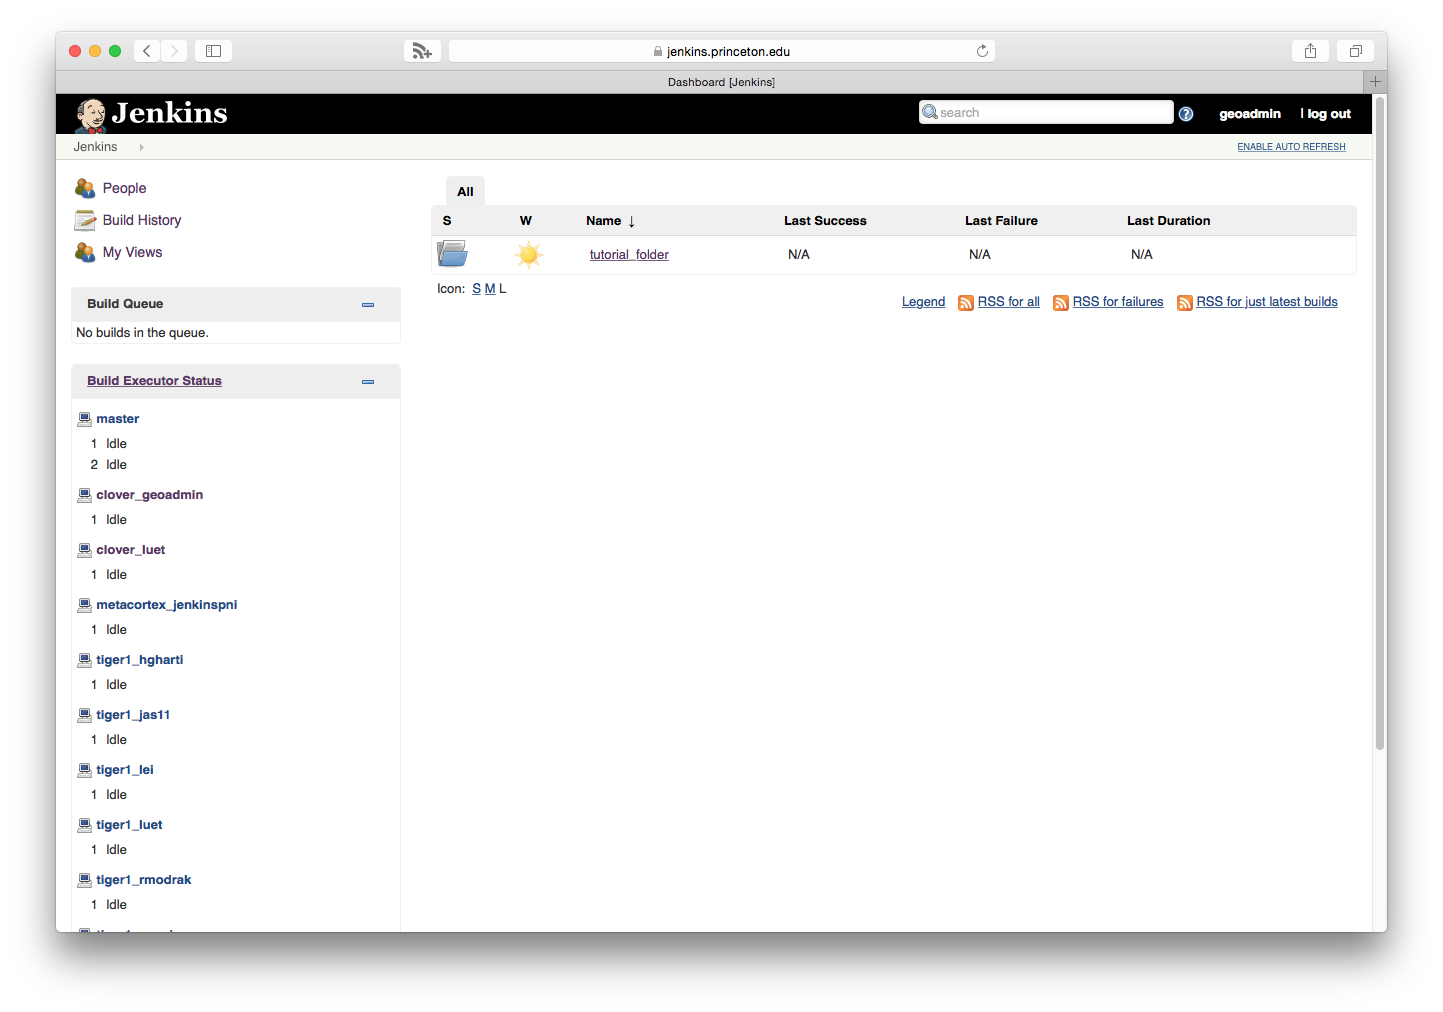 jenkins.princeton.edu
Dashboard [Jenkins]
Jenkins
search
geoadmin
| log out
Jenkins
ENABLE AUTO REFRESH
People
Build History
My Views
Build Queue
No builds in the queue.
Build Executor Status
master
1 Idle
2 Idle
clover_geoadmin
1 Idle
clover_luet
1 Idle
metacortex_jenkinspni
1 Idle
tiger1_hgharti
1 Idle
tiger1_jas11
1 Idle
tiger1_lei
1 Idle
tiger1_luet
1 Idle
tiger1_rmodrak
1 Idle
All
S W Name ↓ Last Success Last Failure Last Duration
tutorial_folder N/A N/A N/A
Icon: S M L
Legend RSS for all RSS for failures RSS for just latest builds